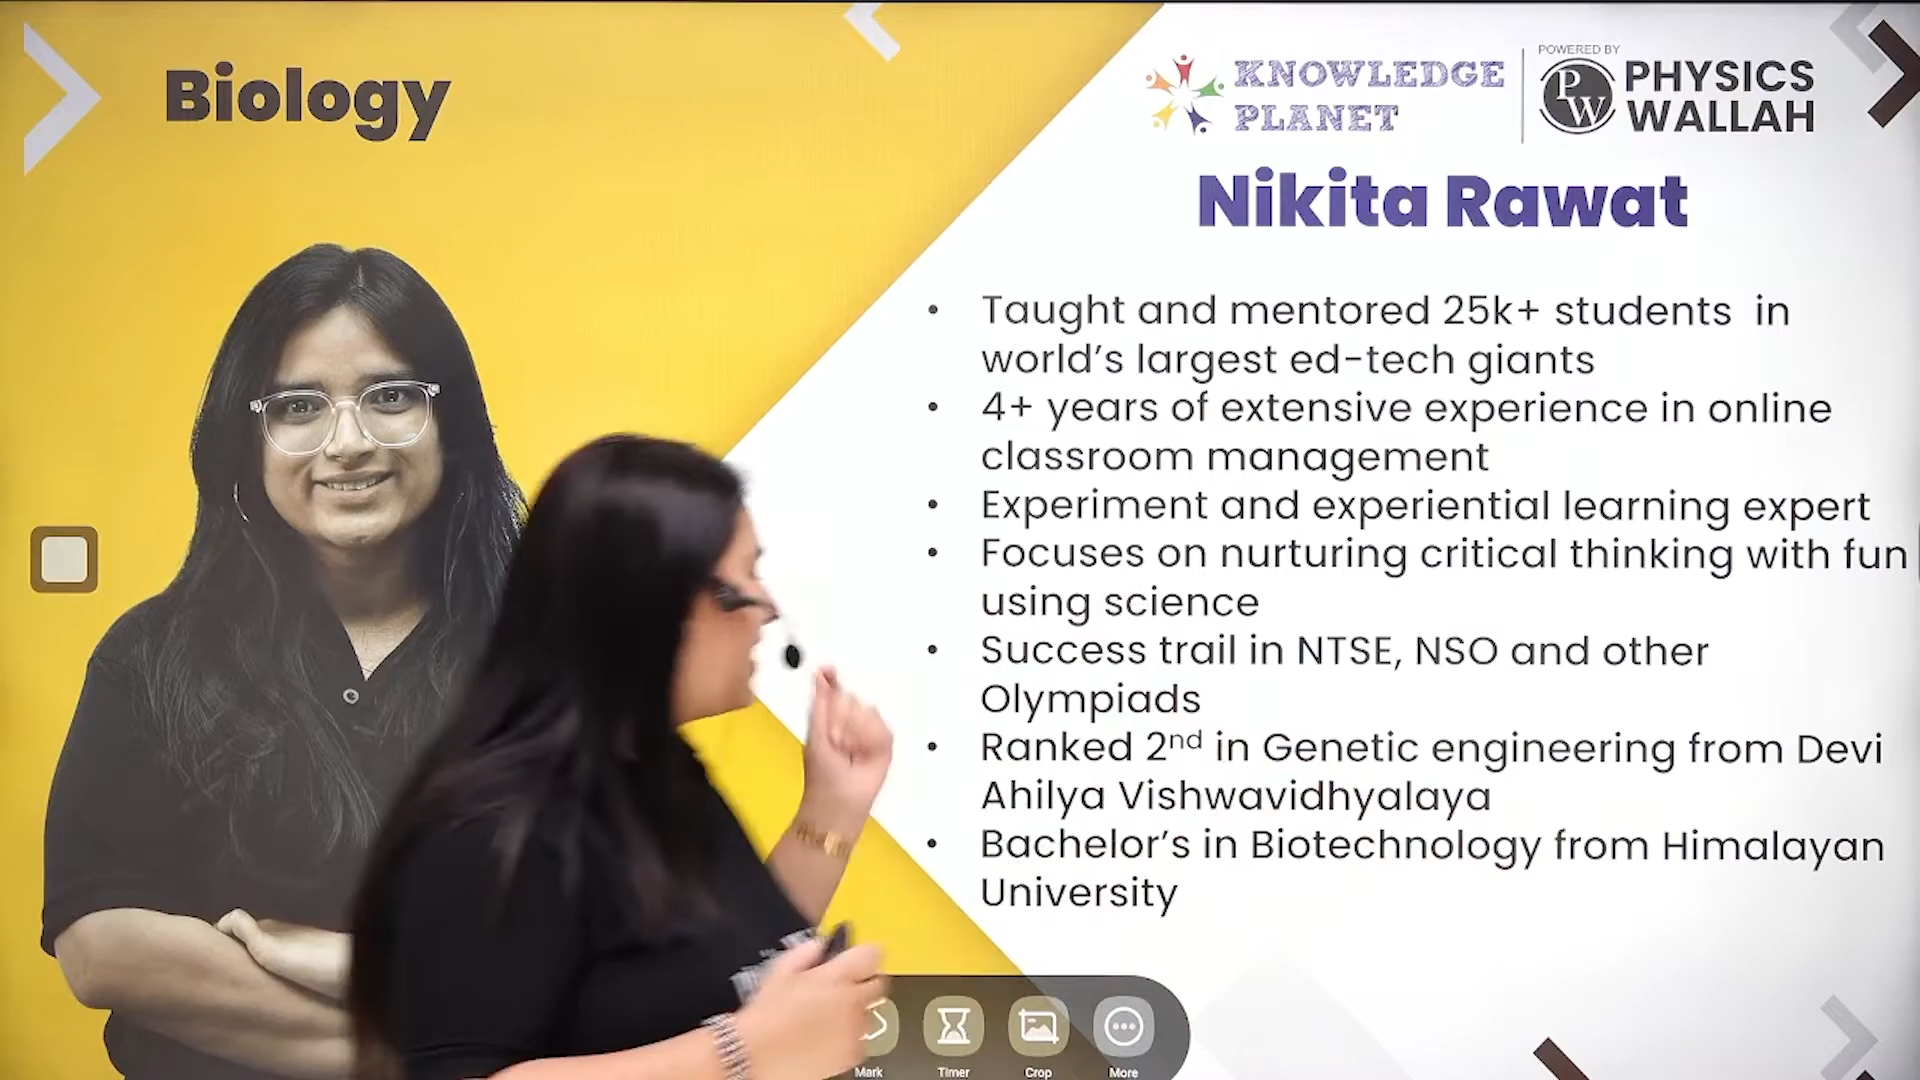 Biology
KNOWLEDGE
PLANET
POWERED BY
PW
PHYSICS
WALLAH
Nikita Rawat
• Taught and mentored 25k+ students in
world’s largest ed-tech giants
• 4+ years of extensive experience in online
classroom management
• Experiment and experiential learning expert
• Focuses on nurturing critical thinking with fun
using science
• Success trail in NTSE, NSO and other
Olympiads
• Ranked 2nd in Genetic engineering from Devi
Ahilya Vishwavidhyalaya
• Bachelor’s in Biotechnology from Himalayan
University
Mark
Timer
Crop
More